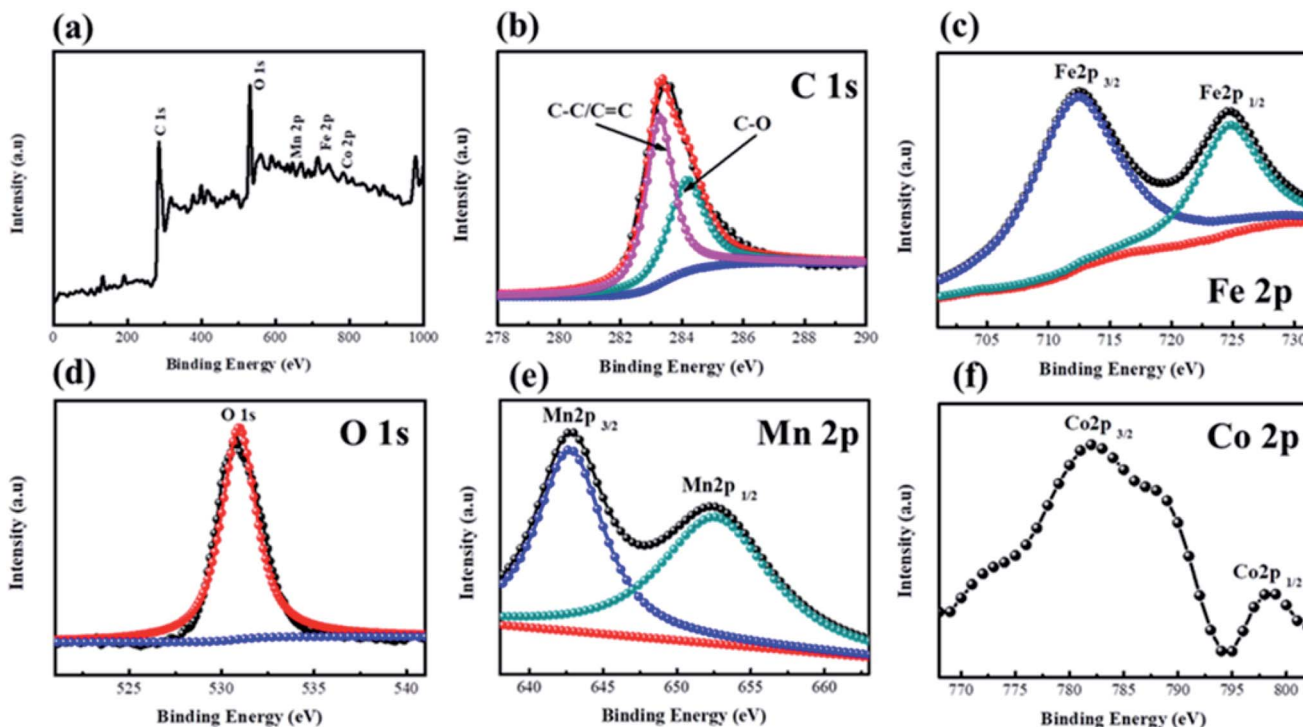 (a)
C 1s
O 1s
Mn 2p
Fe 2p
Co 2p
Intensity (a.u)
0 200 400 600 800 1000
Binding Energy (eV)
(b)
C 1s
C-C/C=C
C-O
Intensity (a.u)
278 280 282 284 286 288 290
Binding Energy (eV)
(c)
Fe2p 3/2
Fe2p 1/2
Fe 2p
Intensity (a.u)
705 710 715 720 725 730
Binding Energy (eV)
(d)
O 1s
O 1s
Intensity (a.u)
525 530 535 540
Binding Energy (eV)
(e)
Mn2p 3/2
Mn 2p
Mn2p 1/2
Intensity (a.u)
640 645 650 655 660
Binding Energy (eV)
(f)
Co2p 3/2
Co 2p
Co2p 1/2
Intensity (a.u)
770 775 780 785 790 795 800
Binding Energy (eV)